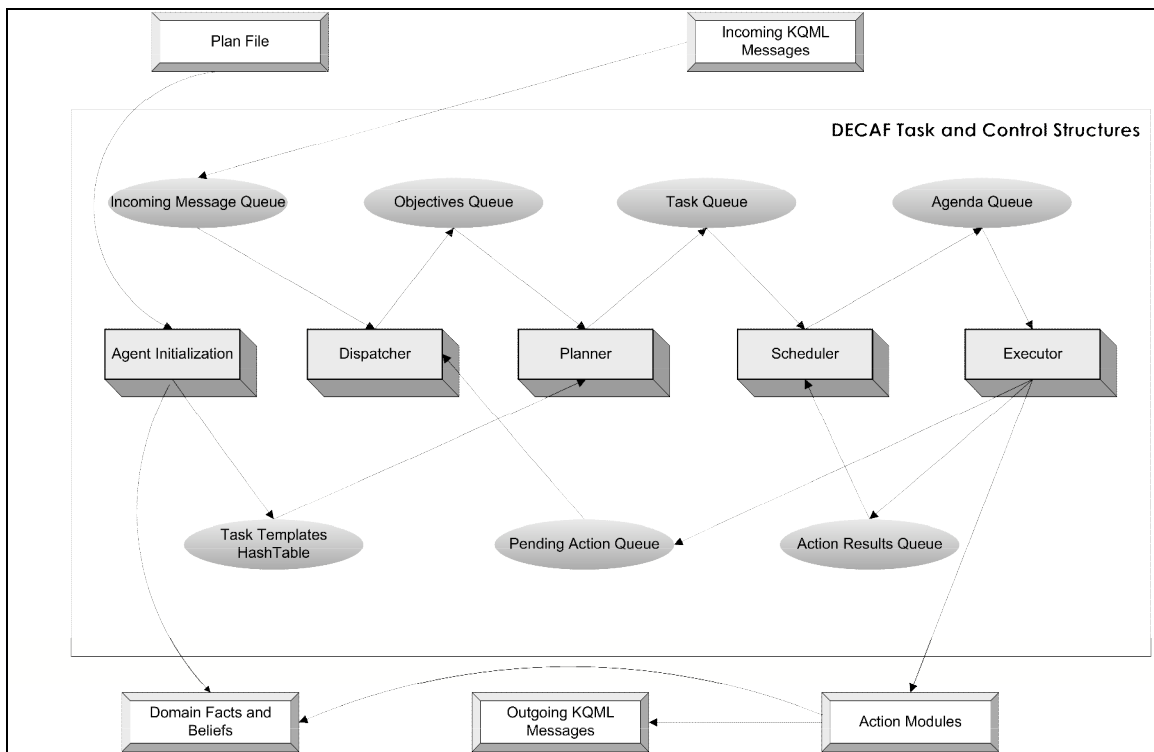 Plan File
Incoming KQML
Messages
DECAF Task and Control Structures
Incoming Message Queue
Objectives Queue
Task Queue
Agenda Queue
Agent Initialization
Dispatcher
Planner
Scheduler
Executor
Task Templates
HashTable
Pending Action Queue
Action Results Queue
Domain Facts and
Beliefs
Outgoing KQML
Messages
Action Modules